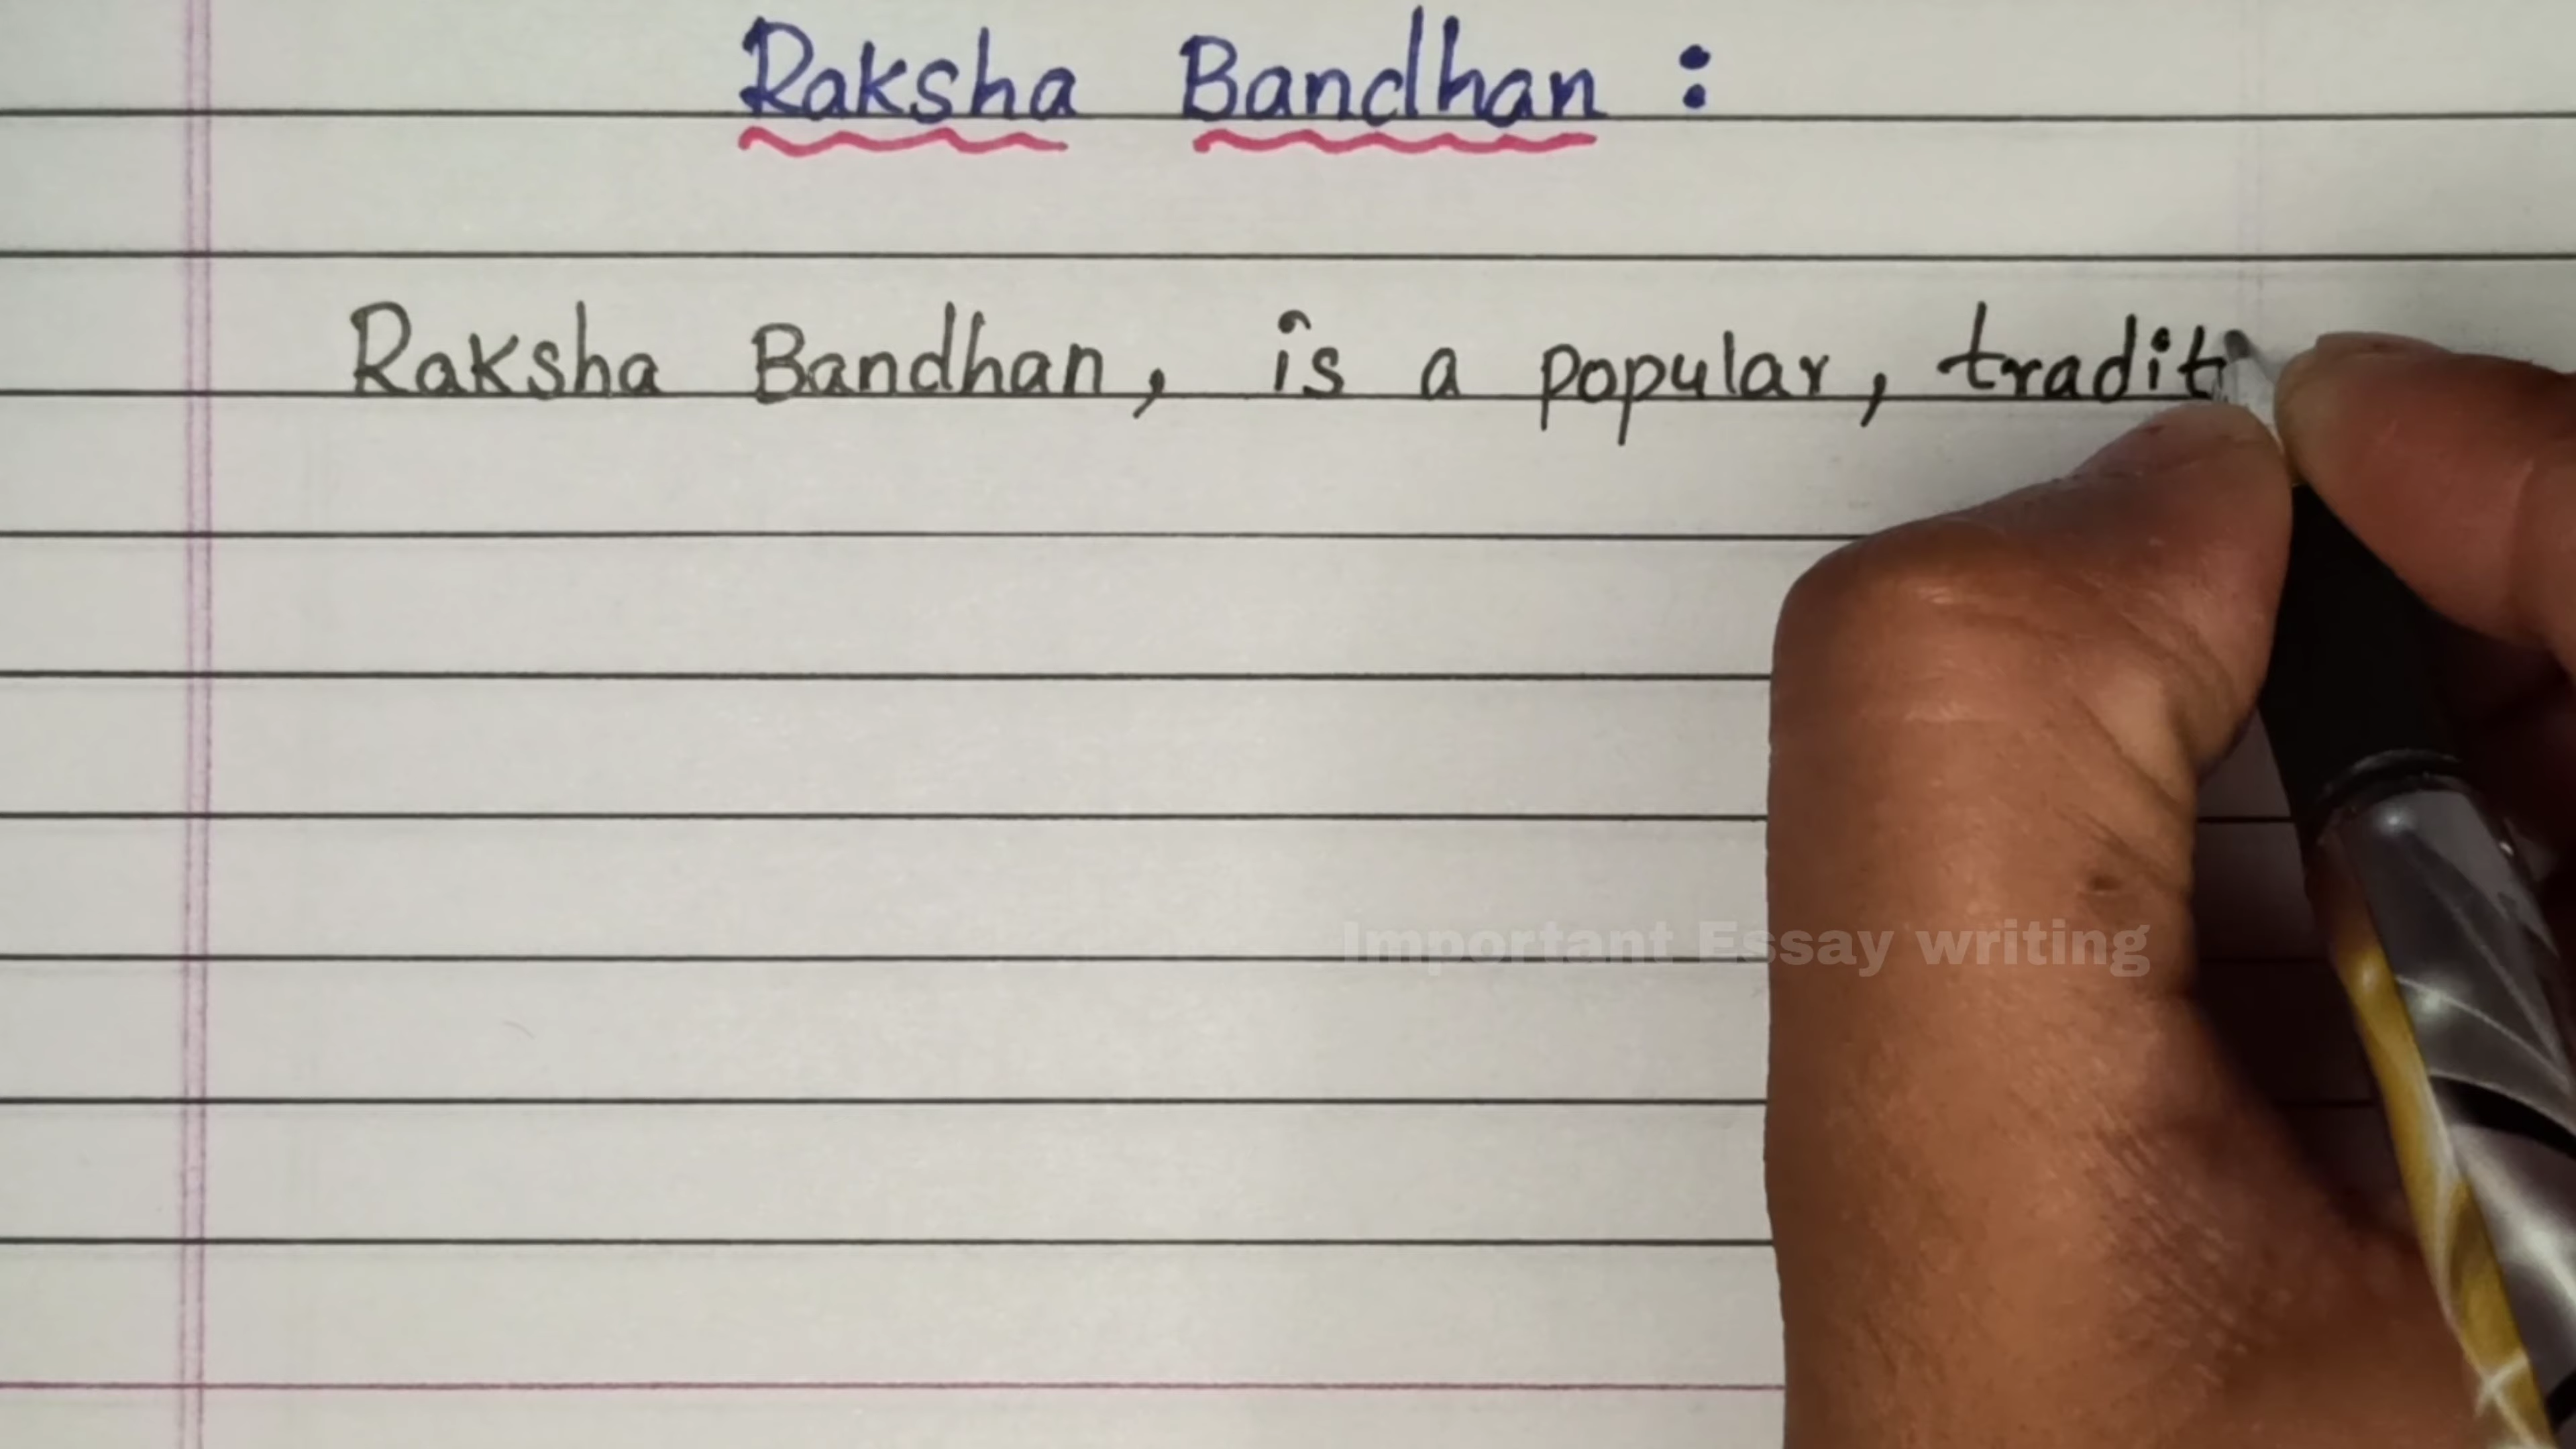 Raksha Bandhan :
Raksha Bandhan, is a popular, tradit
Important Essay writing